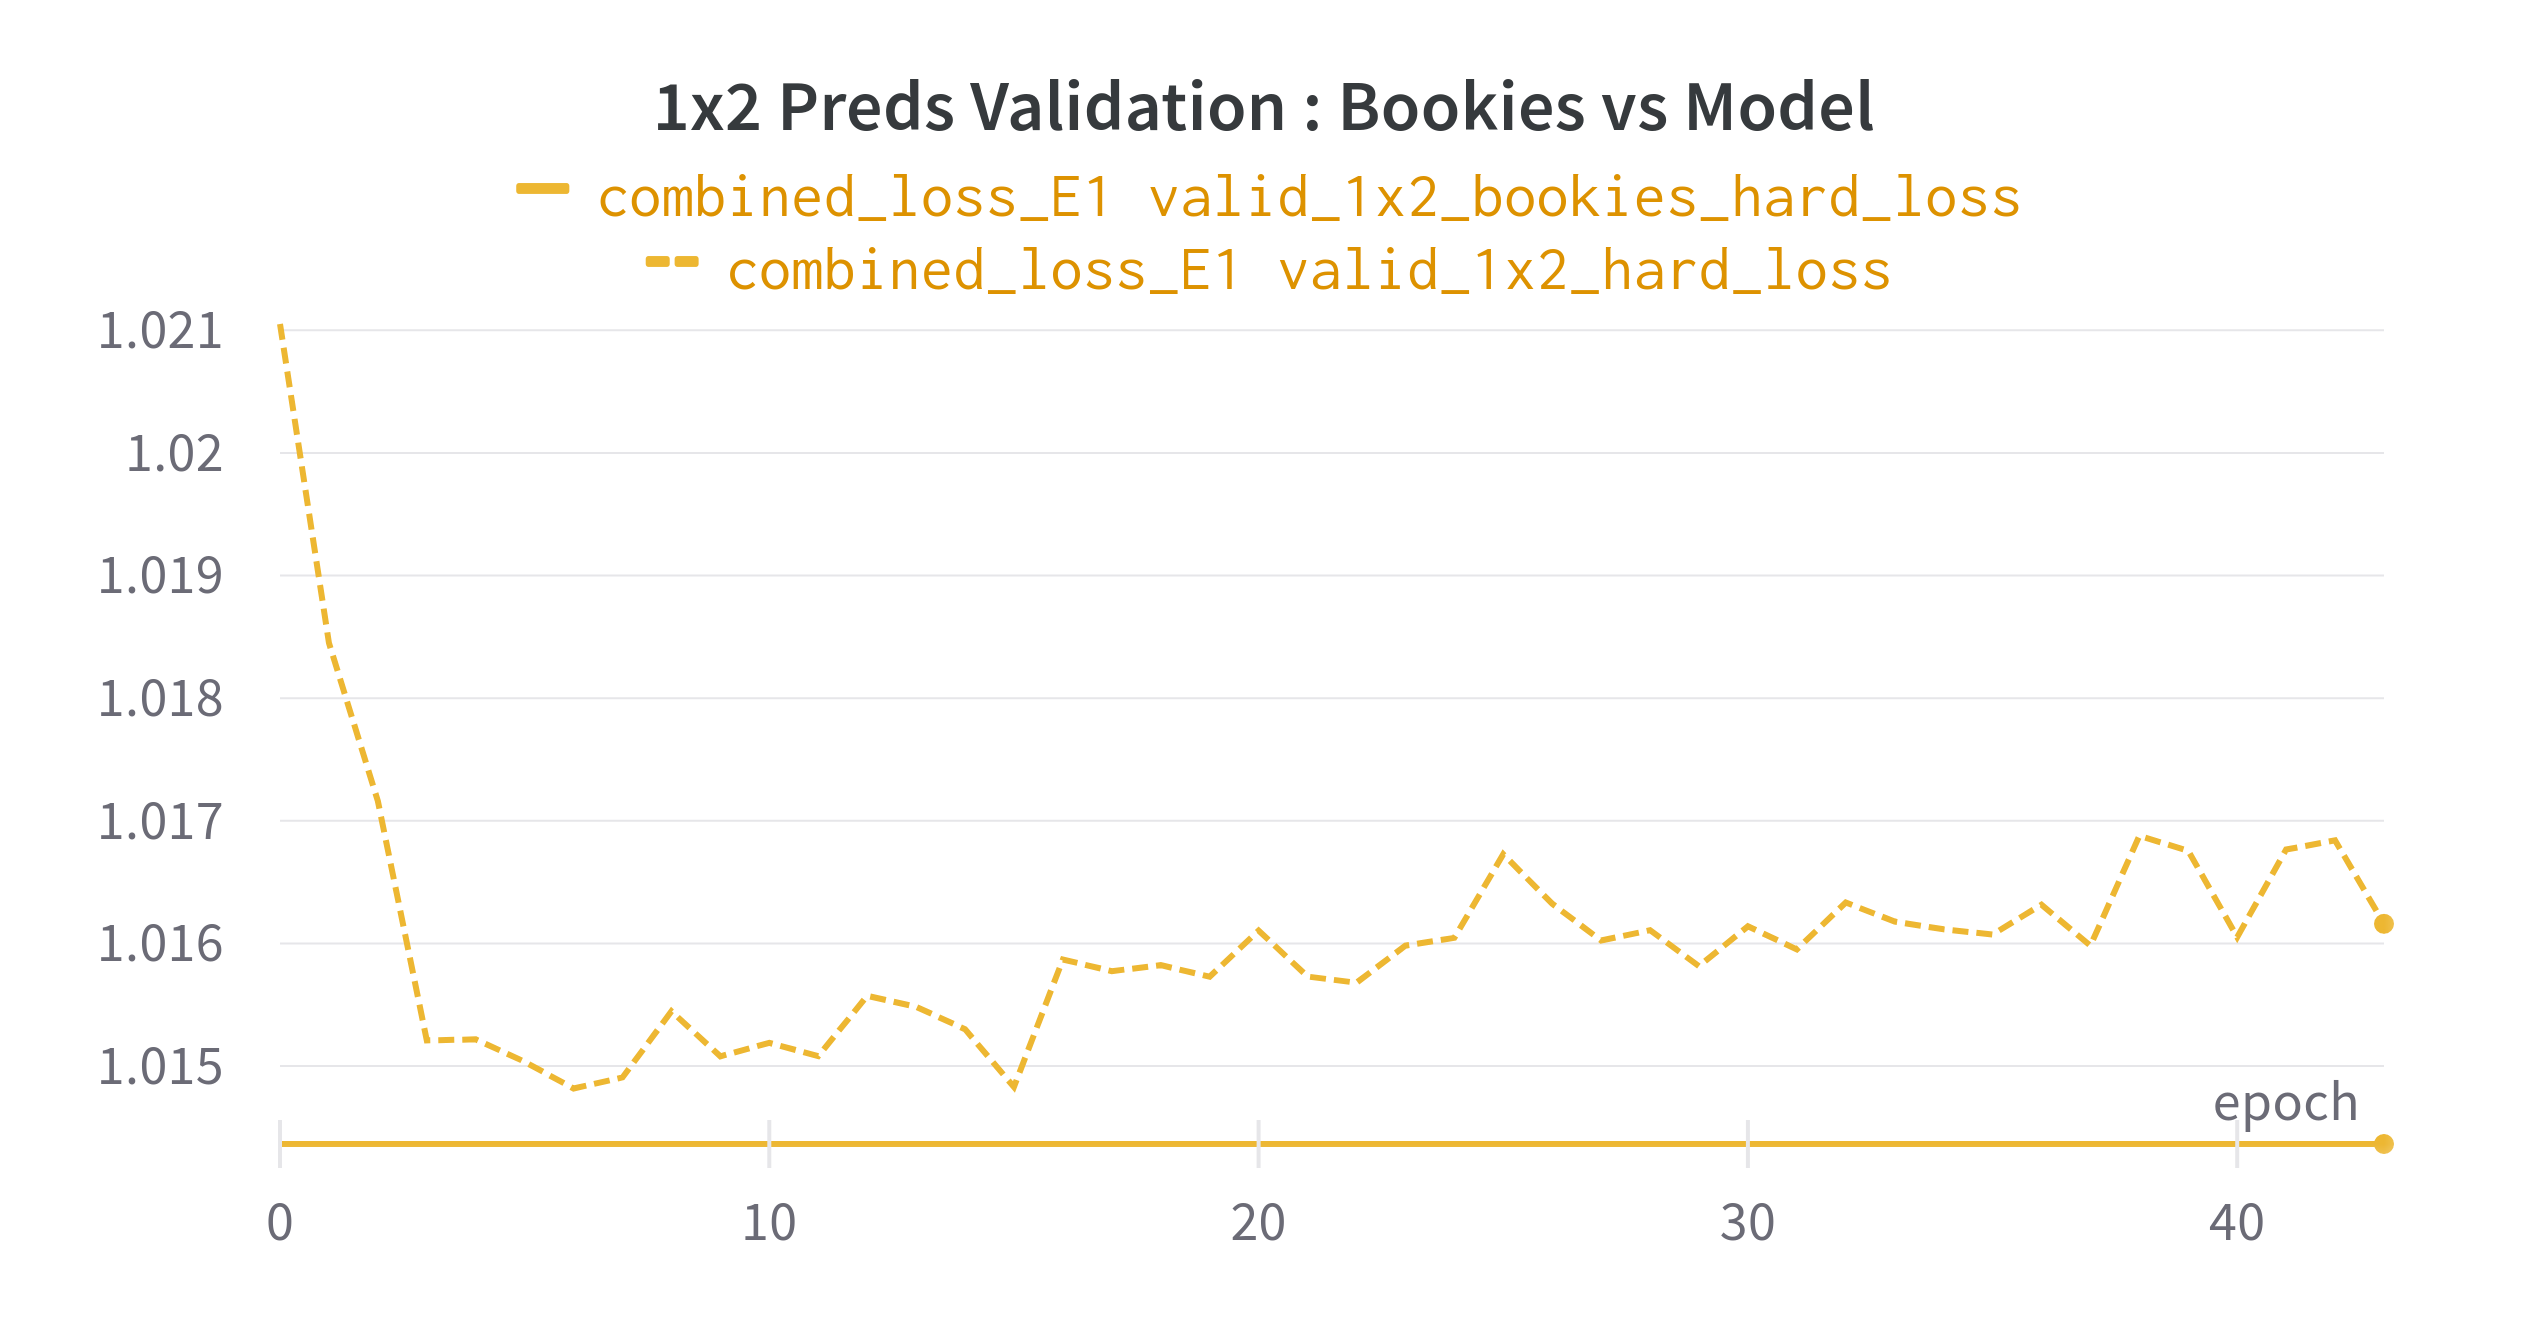 1x2 Preds Validation : Bookies vs Model
combined_loss_E1 valid_1x2_bookies_hard_loss
combined_loss_E1 valid_1x2_hard_loss
1.021
1.02
1.019
1.018
1.017
1.016
1.015
epoch
0 10 20 30 40